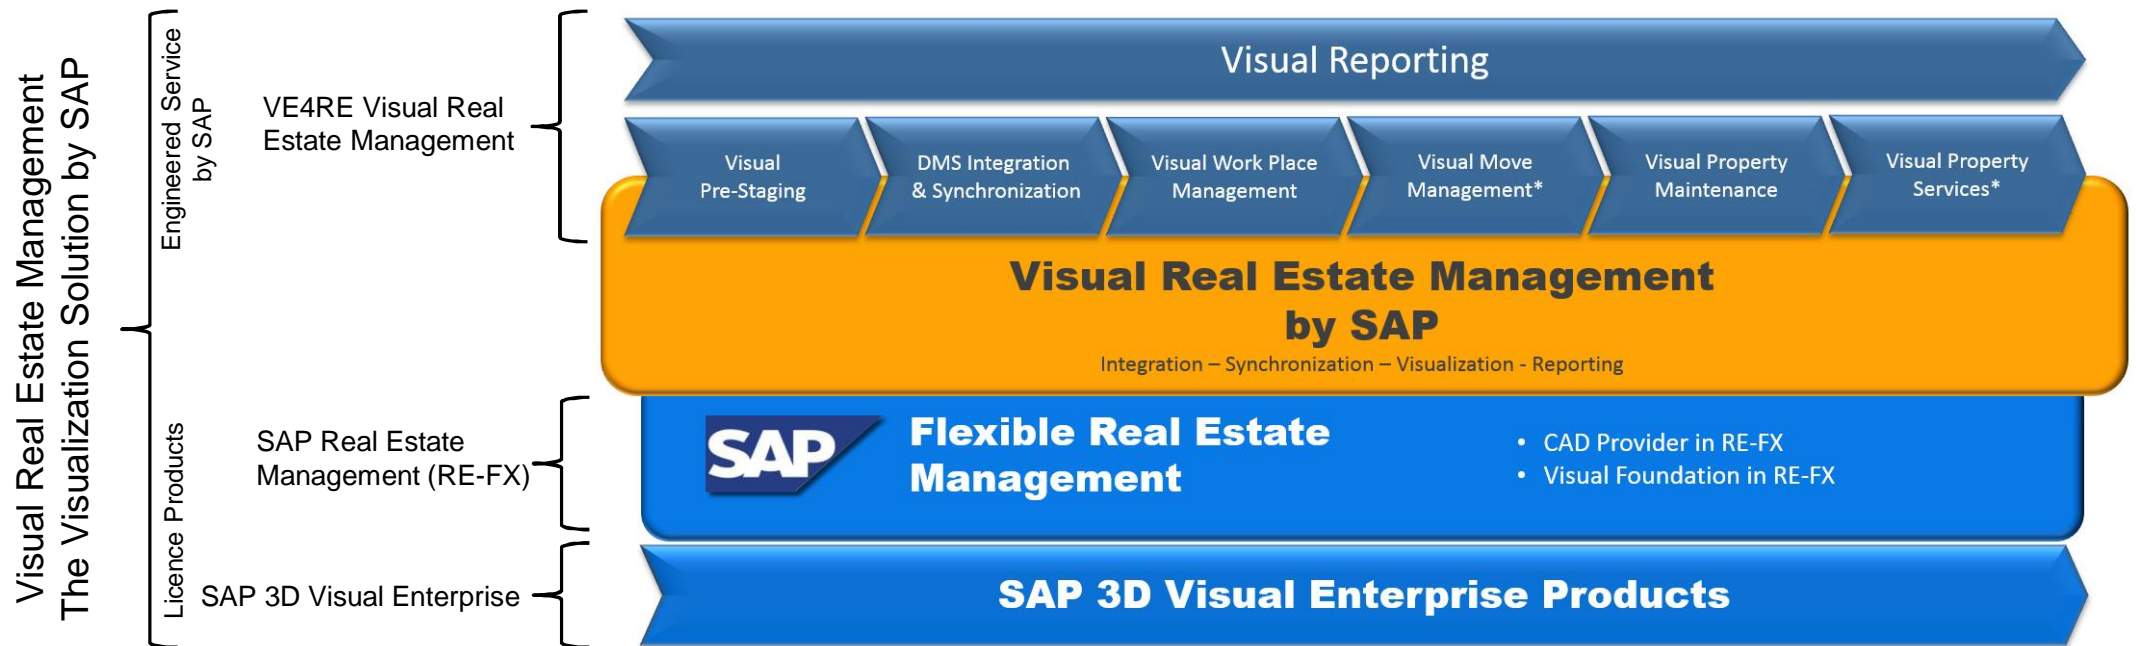 Visual Real Estate Management
The Visualization Solution by SAP
Engineered Service
by SAP
Licence Products
VE4RE Visual Real
Estate Management
SAP Real Estate
Management (RE-FX)
SAP 3D Visual Enterprise
Visual Reporting
Visual
Pre-Staging
DMS Integration
& Synchronization
Visual Work Place
Management
Visual Move
Management*
Visual Property
Maintenance
Visual Property
Services*
Visual Real Estate Management
by SAP
Integration – Synchronization – Visualization - Reporting
SAP
Flexible Real Estate
Management
• CAD Provider in RE-FX
• Visual Foundation in RE-FX
SAP 3D Visual Enterprise Products